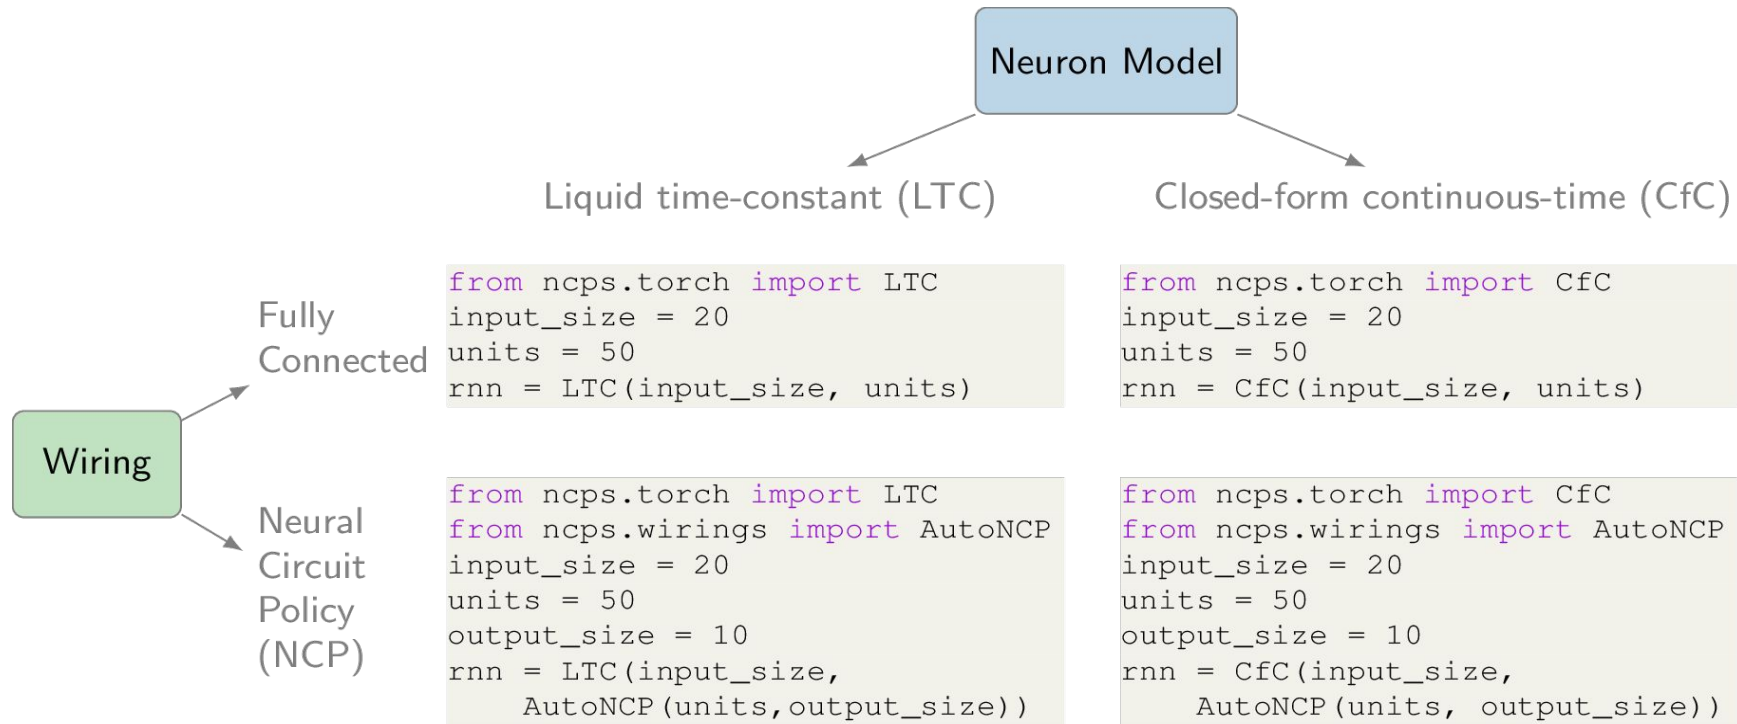 Neuron Model
Liquid time-constant (LTC)
Closed-form continuous-time (CfC)
Wiring
Fully
Connected
from ncps.torch import LTC
input_size = 20
units = 50
rnn = LTC(input_size, units)
from ncps.torch import CfC
input_size = 20
units = 50
rnn = CfC(input_size, units)
Neural
Circuit
Policy
(NCP)
from ncps.torch import LTC
from ncps.wirings import AutoNCP
input_size = 20
units = 50
output_size = 10
rnn = LTC(input_size,
    AutoNCP(units,output_size))
from ncps.torch import CfC
from ncps.wirings import AutoNCP
input_size = 20
units = 50
output_size = 10
rnn = CfC(input_size,
    AutoNCP(units, output_size))